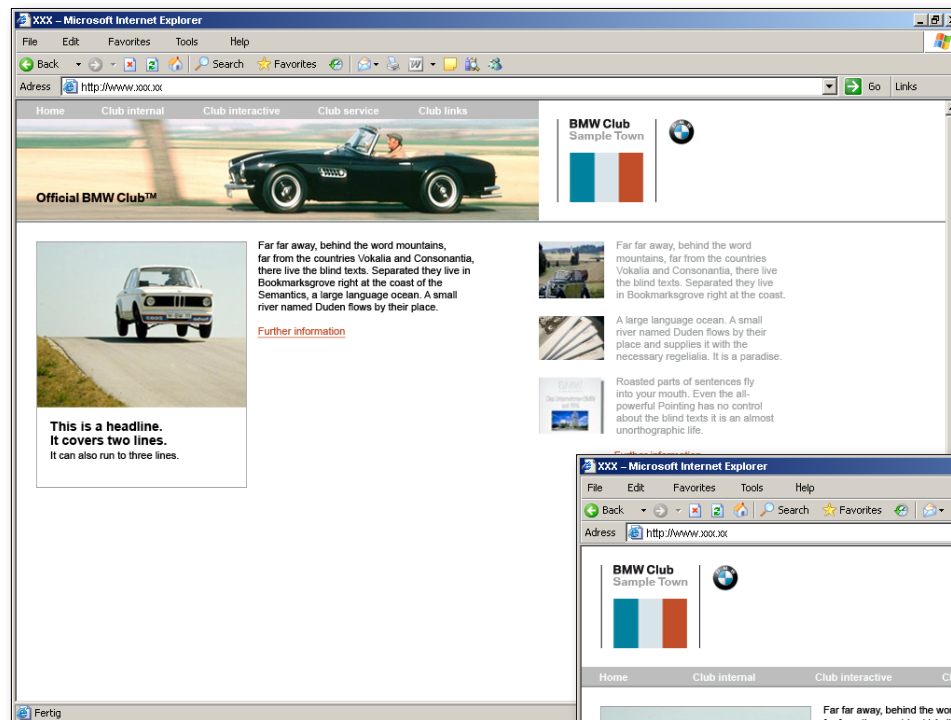 XXX – Microsoft Internet Explorer
File Edit Favorites Tools Help
Back Search Favorites
Adress http://www.xxx.xx Go Links
Home Club internal Club interactive Club service Club links
Official BMW Club™
BMW Club
Sample Town
Far far away, behind the word mountains,
far from the countries Vokalia and Consonantia,
there live the blind texts. Separated they live in
Bookmarksgrove right at the coast of the
Semantics, a large language ocean. A small
river named Duden flows by their place.
Further information
This is a headline.
It covers two lines.
It can also run to three lines.
Far far away, behind the word
mountains, far from the countries
Vokalia and Consonantia, there live
the blind texts. Separated they live
in Bookmarksgrove right at the coast.
A large language ocean. A small
river named Duden flows by their
place and supplies it with the
necessary regelialia. It is a paradise.
Roasted parts of sentences fly
into your mouth. Even the all-
powerful Pointing has no control
about the blind texts it is an almost
unorthographic life.
Further information
Fertig
XXX – Microsoft Internet Explorer
File Edit Favorites Tools Help
Back Search Favorites
Adress http://www.xxx.xx
BMW Club
Sample Town
Home Club internal Club interactive
Far far away, behind the wo